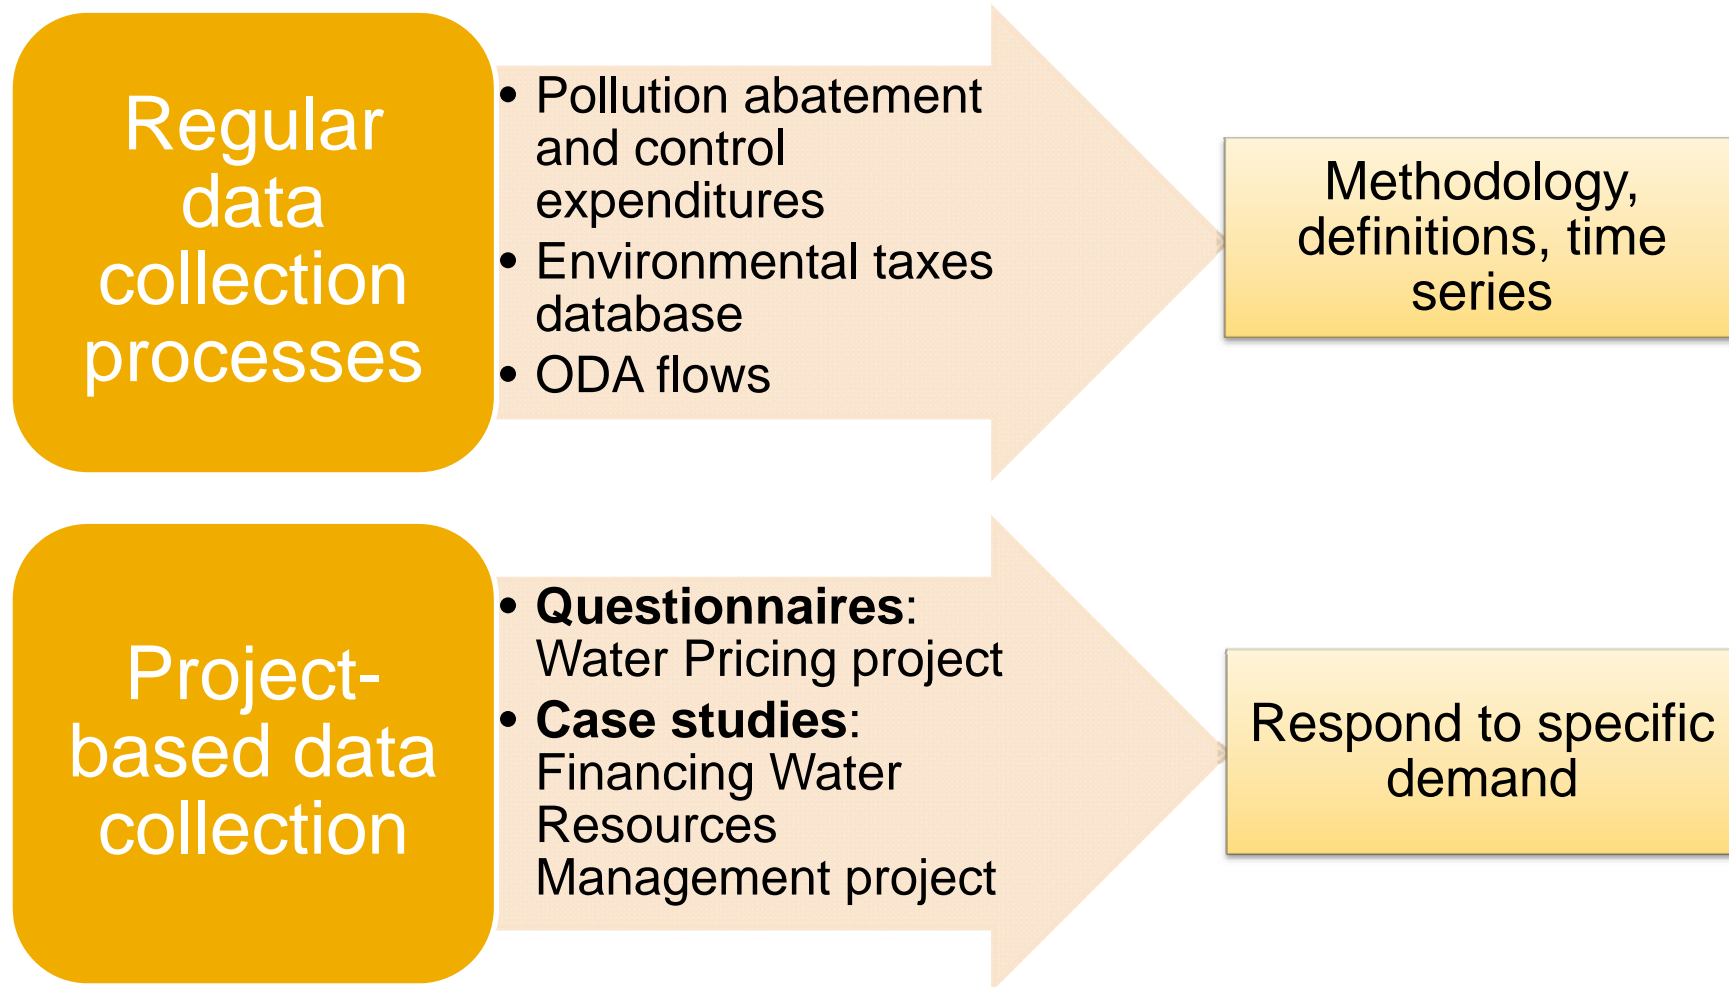 Regular
data
collection
processes
• Pollution abatement
and control
expenditures
• Environmental taxes
database
• ODA flows
Methodology,
definitions, time
series
Project-
based data
collection
• Questionnaires:
Water Pricing project
• Case studies:
Financing Water
Resources
Management project
Respond to specific
demand